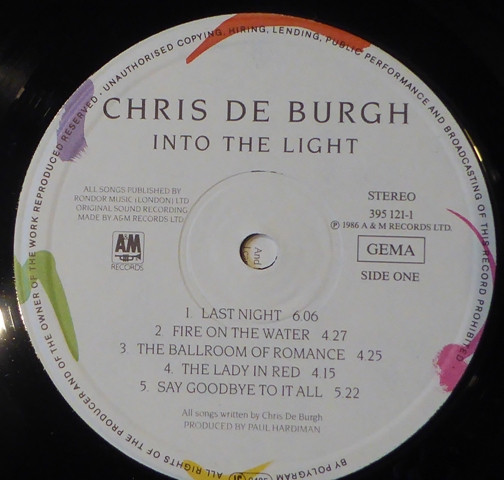 UNAUTHORISED COPYING, HIRING, LENDING, PUBLIC PERFORMANCE AND BROADCASTING OF THIS RECORD PROHIBITED.
CHRIS DE BURGH
INTO THE LIGHT
ALL SONGS PUBLISHED BY
RONDOR MUSIC (LONDON) LTD
ORIGINAL SOUND RECORDING
MADE BY A&M RECORDS LTD
A&M
RECORDS
STEREO
395 121-1
℗ 1986 A & M RECORDS LTD.
GEMA
SIDE ONE
And
1. LAST NIGHT 6.06
2. FIRE ON THE WATER 4.27
3. THE BALLROOM OF ROMANCE 4.25
4. THE LADY IN RED 4.15
5. SAY GOODBYE TO IT ALL 5.22
All songs written by Chris De Burgh
PRODUCED BY PAUL HARDIMAN
BY POLYGRAM
ALL RIGHTS OF THE PRODUCER AND OF THE OWNER OF THE WORK REPRODUCED RESERVED.